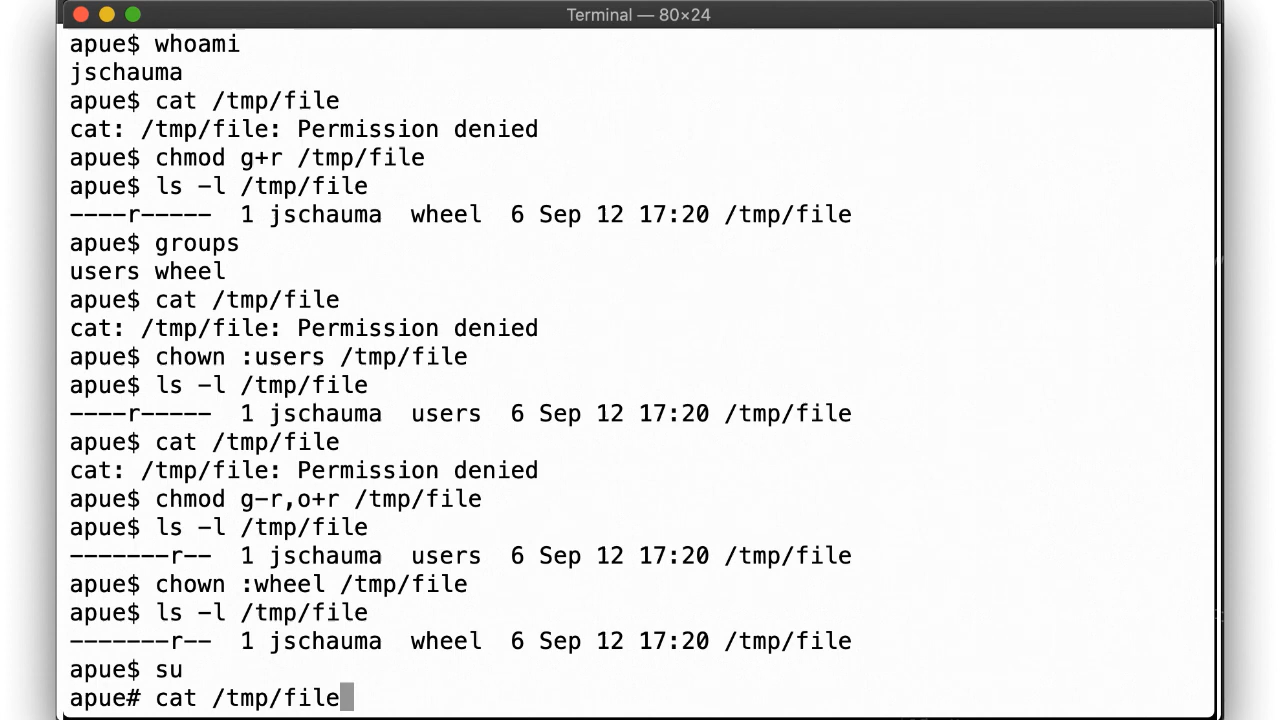 Terminal — 80×24
apue$ whoami
jschauma
apue$ cat /tmp/file
cat: /tmp/file: Permission denied
apue$ chmod g+r /tmp/file
apue$ ls -l /tmp/file
----r-----  1 jschauma  wheel  6 Sep 12 17:20 /tmp/file
apue$ groups
users wheel
apue$ cat /tmp/file
cat: /tmp/file: Permission denied
apue$ chown :users /tmp/file
apue$ ls -l /tmp/file
----r-----  1 jschauma  users  6 Sep 12 17:20 /tmp/file
apue$ cat /tmp/file
cat: /tmp/file: Permission denied
apue$ chmod g-r,o+r /tmp/file
apue$ ls -l /tmp/file
-------r--  1 jschauma  users  6 Sep 12 17:20 /tmp/file
apue$ chown :wheel /tmp/file
apue$ ls -l /tmp/file
-------r--  1 jschauma  wheel  6 Sep 12 17:20 /tmp/file
apue$ su
apue# cat /tmp/file